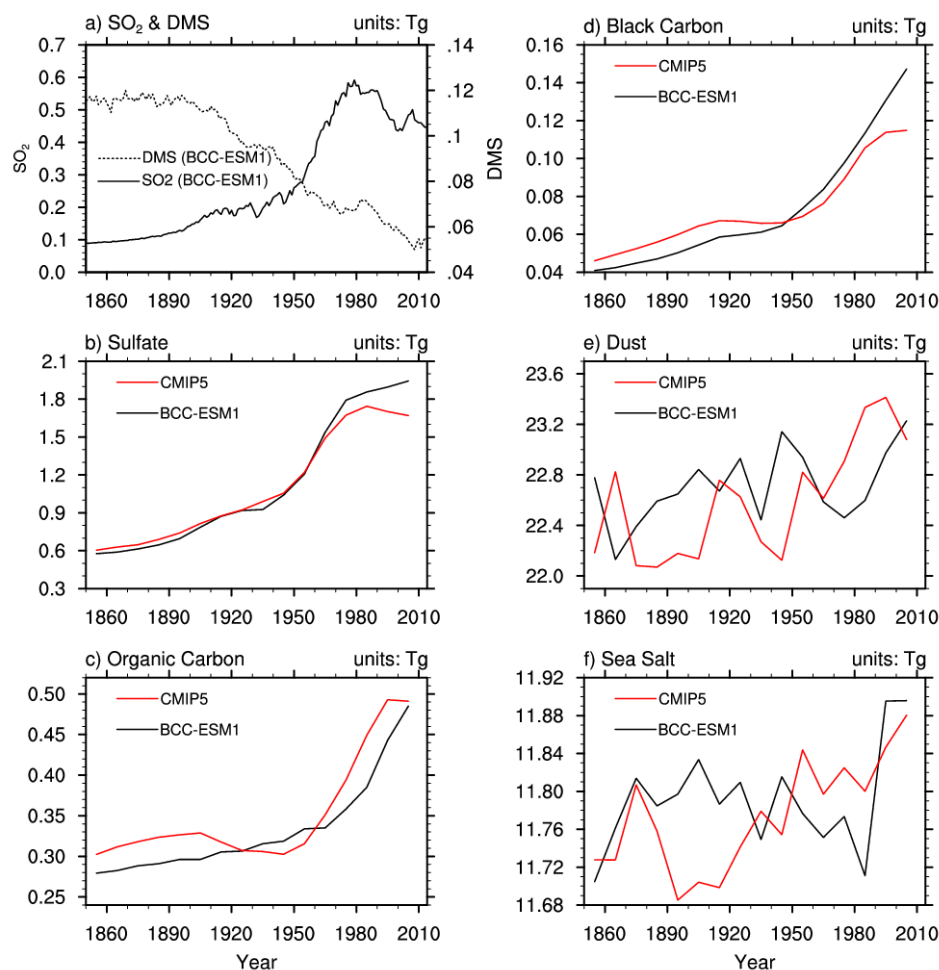 a) SO₂ & DMS units: Tg
0.7
0.6
0.5
0.4
0.3
0.2
0.1
0.0
SO₂
.14
.12
.1
.08
.06
.04
DMS
DMS (BCC-ESM1)
SO2 (BCC-ESM1)
1860 1890 1920 1950 1980 2010
b) Sulfate units: Tg
2.1
1.8
1.5
1.2
0.9
0.6
0.3
CMIP5
BCC-ESM1
1860 1890 1920 1950 1980 2010
c) Organic Carbon units: Tg
0.50
0.45
0.40
0.35
0.30
0.25
CMIP5
BCC-ESM1
1860 1890 1920 1950 1980 2010
Year
d) Black Carbon units: Tg
0.16
0.14
0.12
0.10
0.08
0.06
0.04
CMIP5
BCC-ESM1
1860 1890 1920 1950 1980 2010
e) Dust units: Tg
23.6
23.2
22.8
22.4
22.0
CMIP5
BCC-ESM1
1860 1890 1920 1950 1980 2010
f) Sea Salt units: Tg
11.92
11.88
11.84
11.80
11.76
11.72
11.68
CMIP5
BCC-ESM1
1860 1890 1920 1950 1980 2010
Year